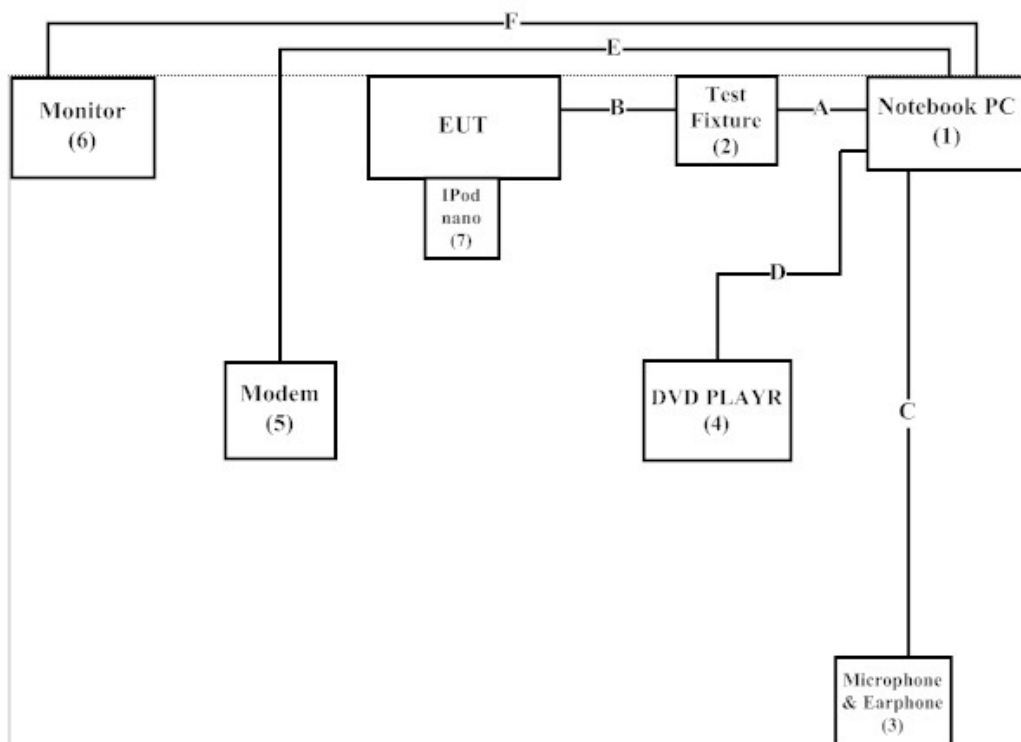 F
E
Monitor
(6)
EUT
B
Test
Fixture
(2)
A
Notebook PC
(1)
IPod
nano
(7)
D
Modem
(5)
DVD PLAYR
(4)
C
Microphone
& Earphone
(3)